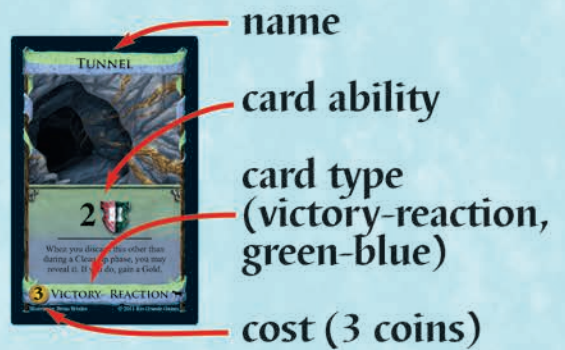 name
TUNNEL
card ability
card type
(victory-reaction,
green-blue)
2
When you discard this other than
during a Clean-up phase, you may
reveal it. If you do, gain a Gold.
3 VICTORY - REACTION
cost (3 coins)